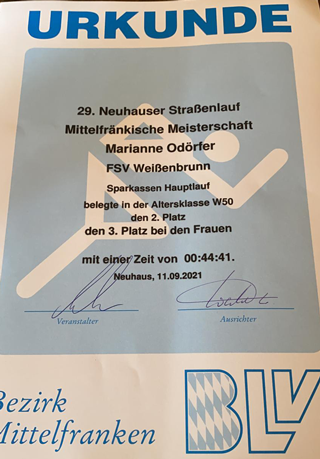 URKUNDE
29. Neuhauser Straßenlauf
Mittelfränkische Meisterschaft
Marianne Odörfer
FSV Weißenbrunn
Sparkassen Hauptlauf
belegte in der Altersklasse W50
den 2. Platz
den 3. Platz bei den Frauen
mit einer Zeit von 00:44:41.
Neuhaus, 11.09.2021
Veranstalter
Ausrichter
Bezirk
Mittelfranken
BLV